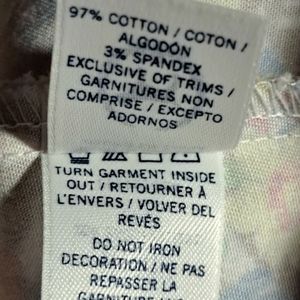 97% COTTON / COTON /
ALGODÓN
3% SPANDEX
EXCLUSIVE OF TRIMS /
GARNITURES NON
COMPRISE / EXCEPTO
ADORNOS
TURN GARMENT INSIDE
OUT / RETOURNER À
L'ENVERS / VOLVER DEL
REVÉS
DO NOT IRON
DECORATION / NE PAS
REPASSER LA
GARNITURE